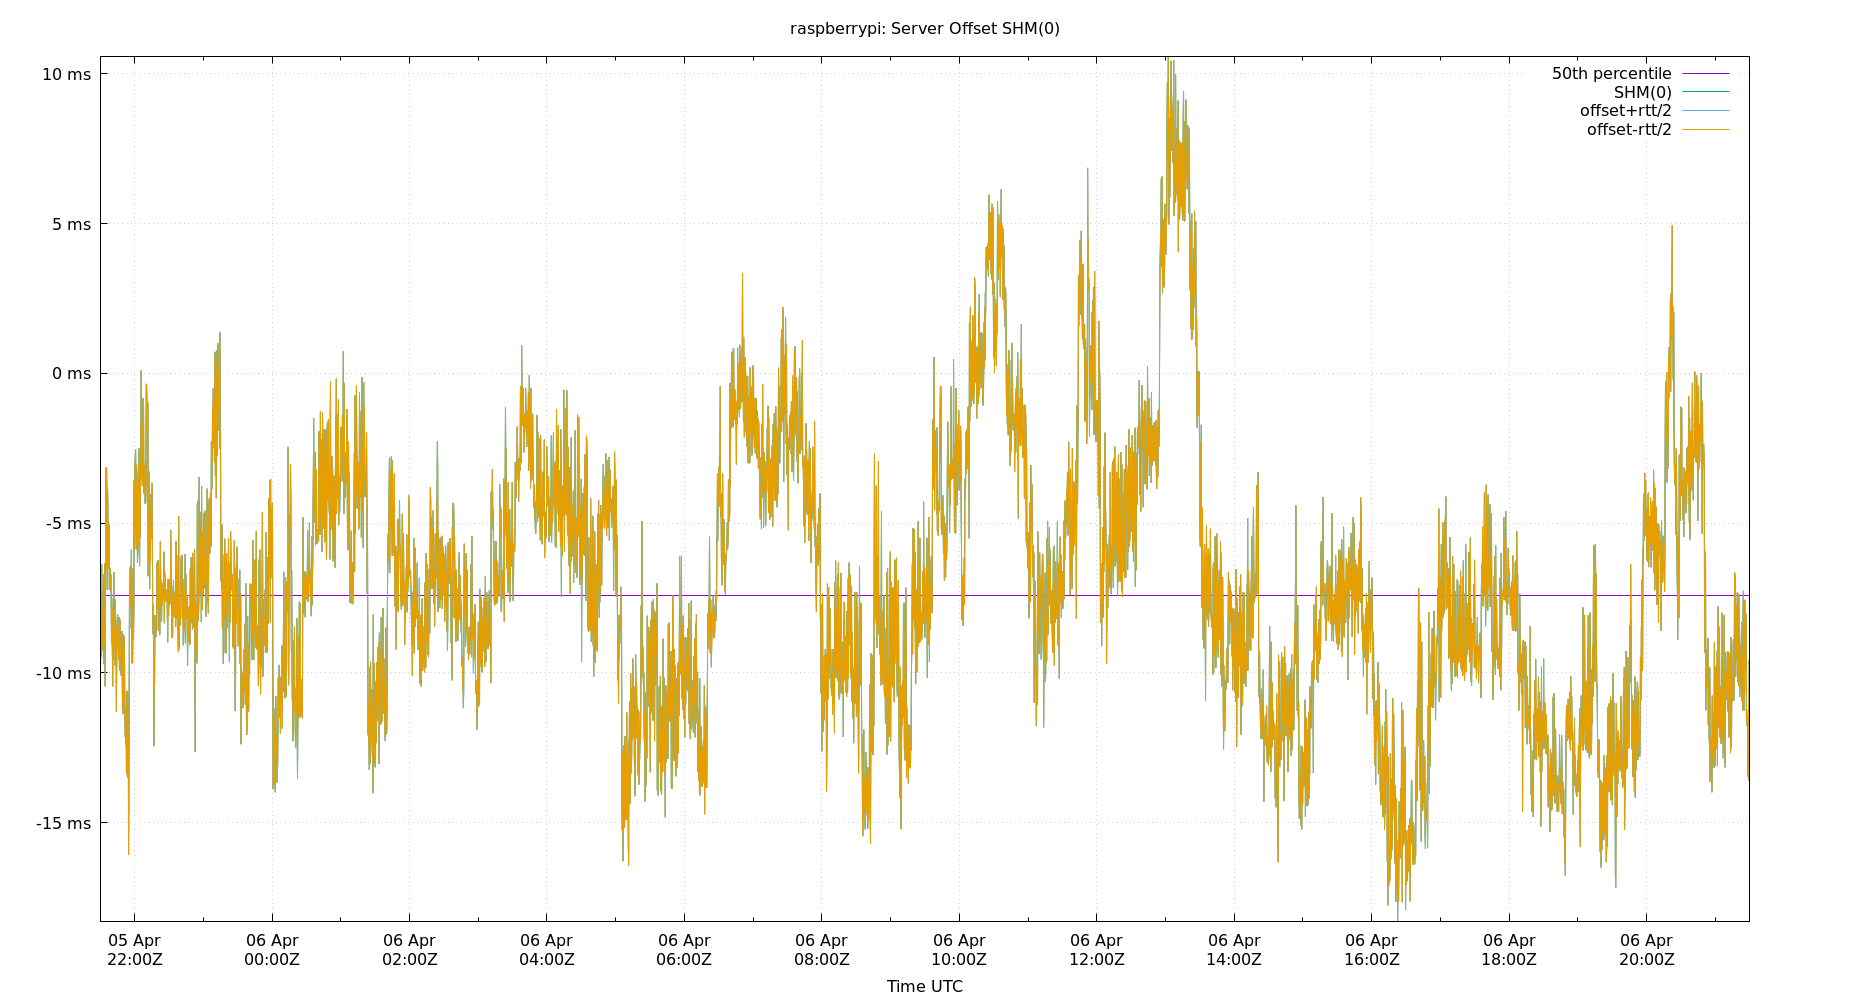 raspberrypi: Server Offset SHM(0)
10 ms
5 ms
0 ms
-5 ms
-10 ms
-15 ms
50th percentile
SHM(0)
offset+rtt/2
offset-rtt/2
05 Apr
22:00Z
06 Apr
00:00Z
06 Apr
02:00Z
06 Apr
04:00Z
06 Apr
06:00Z
06 Apr
08:00Z
06 Apr
10:00Z
06 Apr
12:00Z
06 Apr
14:00Z
06 Apr
16:00Z
06 Apr
18:00Z
06 Apr
20:00Z
Time UTC